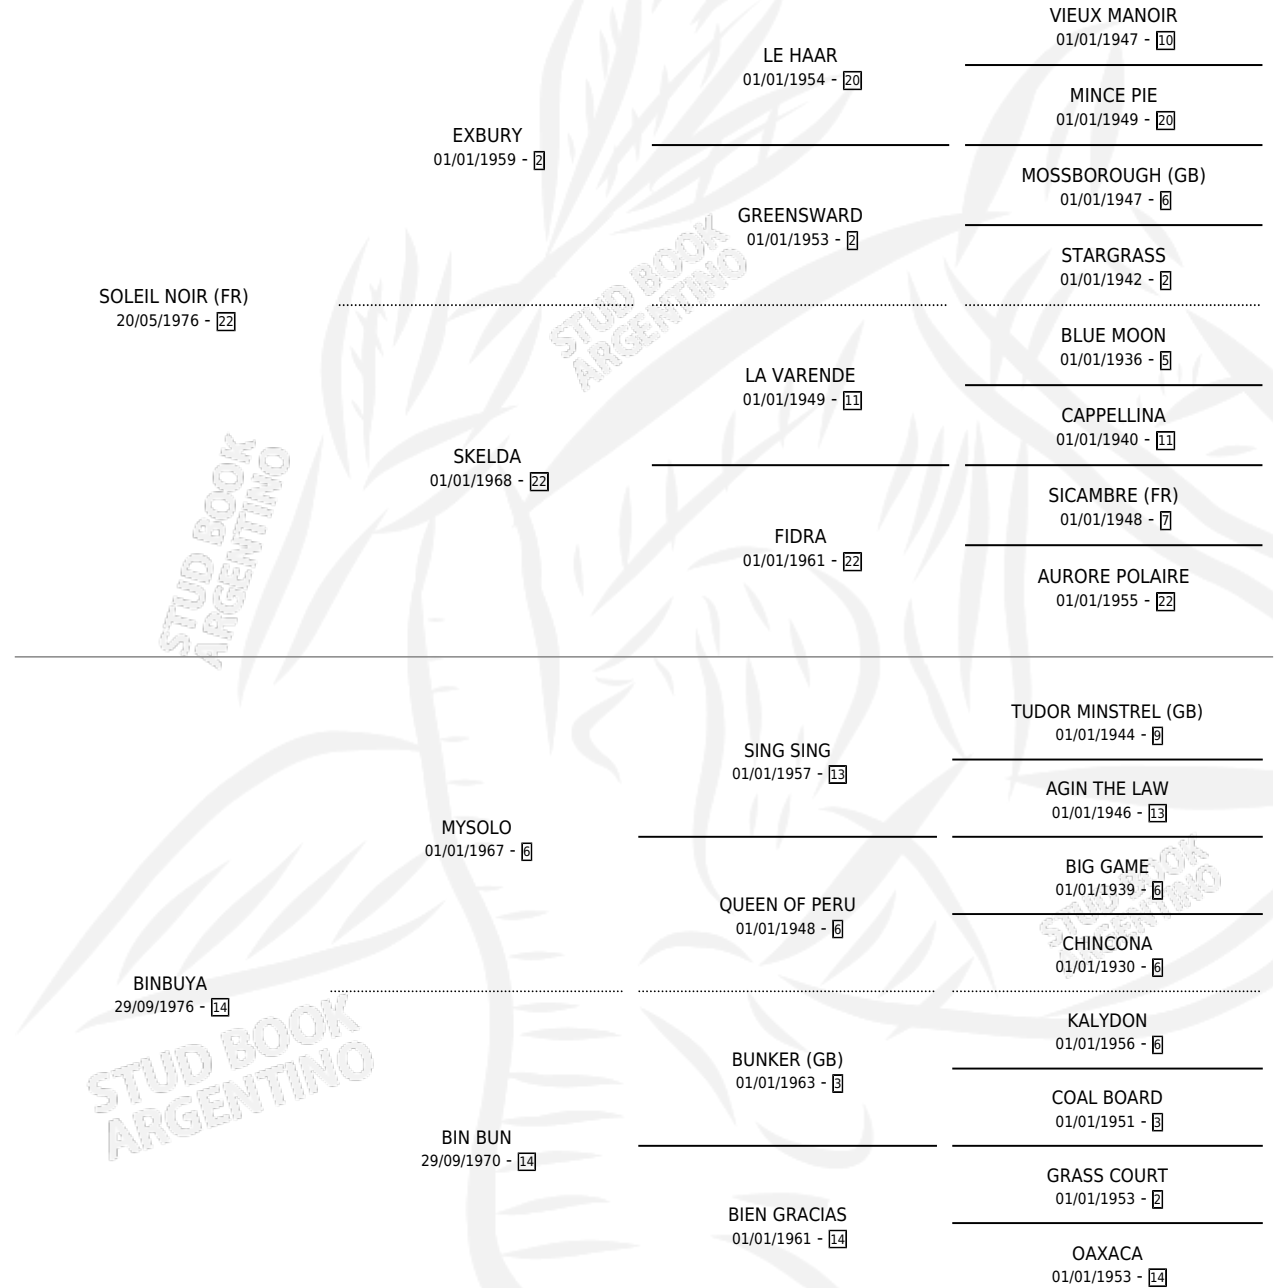 VIEUX MANOIR
01/01/1947 - 10
LE HAAR
01/01/1954 - 20
MINCE PIE
01/01/1949 - 20
EXBURY
01/01/1959 - 2
MOSSBOROUGH (GB)
01/01/1947 - 6
GREENSWARD
01/01/1953 - 2
STARGRASS
01/01/1942 - 2
SOLEIL NOIR (FR)
20/05/1976 - 22
BLUE MOON
01/01/1936 - 5
LA VARENDE
01/01/1949 - 11
CAPPELLINA
01/01/1940 - 11
SKELDA
01/01/1968 - 22
SICAMBRE (FR)
01/01/1948 - 7
FIDRA
01/01/1961 - 22
AURORE POLAIRE
01/01/1955 - 22
TUDOR MINSTREL (GB)
01/01/1944 - 9
SING SING
01/01/1957 - 13
AGIN THE LAW
01/01/1946 - 13
MYSOLO
01/01/1967 - 6
BIG GAME
01/01/1939 - 6
QUEEN OF PERU
01/01/1948 - 6
CHINCONA
01/01/1930 - 6
BINBUYA
29/09/1976 - 14
KALYDON
01/01/1956 - 6
BUNKER (GB)
01/01/1963 - 3
COAL BOARD
01/01/1951 - 3
BIN BUN
29/09/1970 - 14
GRASS COURT
01/01/1953 - 2
BIEN GRACIAS
01/01/1961 - 14
OAXACA
01/01/1953 - 14
STUD BOOK
ARGENTINO
STUD BOOK
ARGENTINO
STUD BOOK
ARGENTINO
STUD BOOK
ARGENTINO